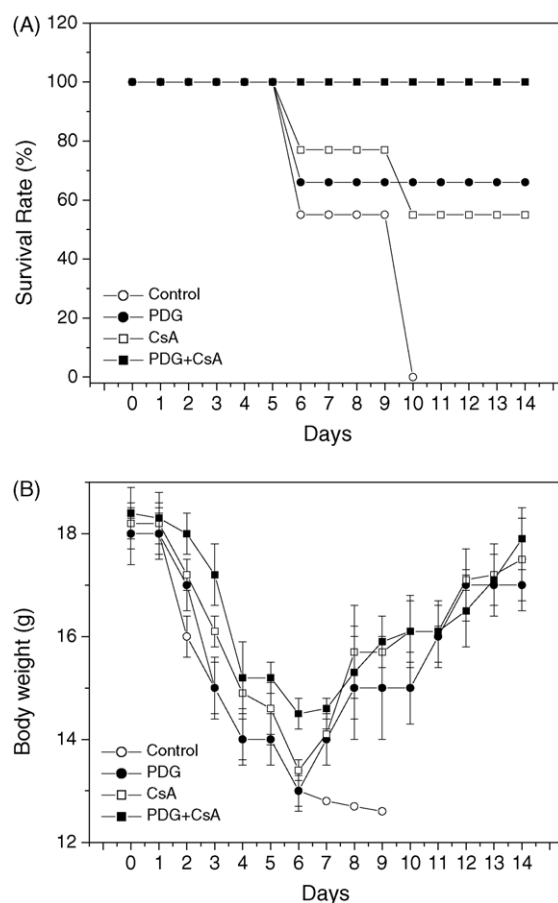 (A)
120
100
80
60
40
20
0
Survival Rate (%)
Control
PDG
CsA
PDG+CsA
0 1 2 3 4 5 6 7 8 9 10 11 12 13 14
Days
(B)
18
16
14
12
Body weight (g)
Control
PDG
CsA
PDG+CsA
0 1 2 3 4 5 6 7 8 9 10 11 12 13 14
Days